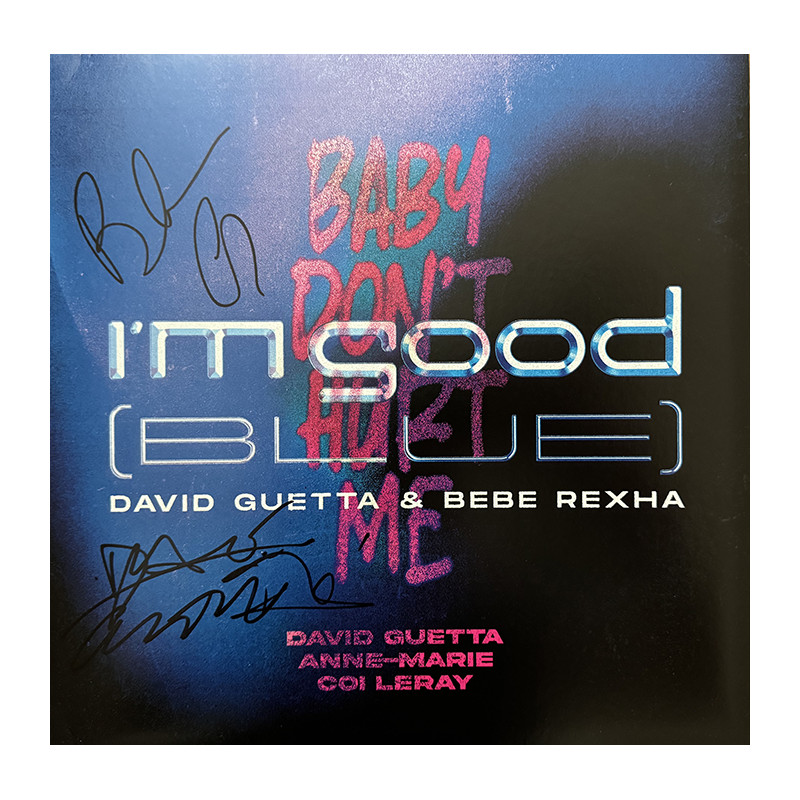 BABY
DON'T
I'm good
HURT
(BLUE)
DAVID GUETTA & BEBE REXHA
ME
DAVID GUETTA
ANNE-MARIE
COI LERAY